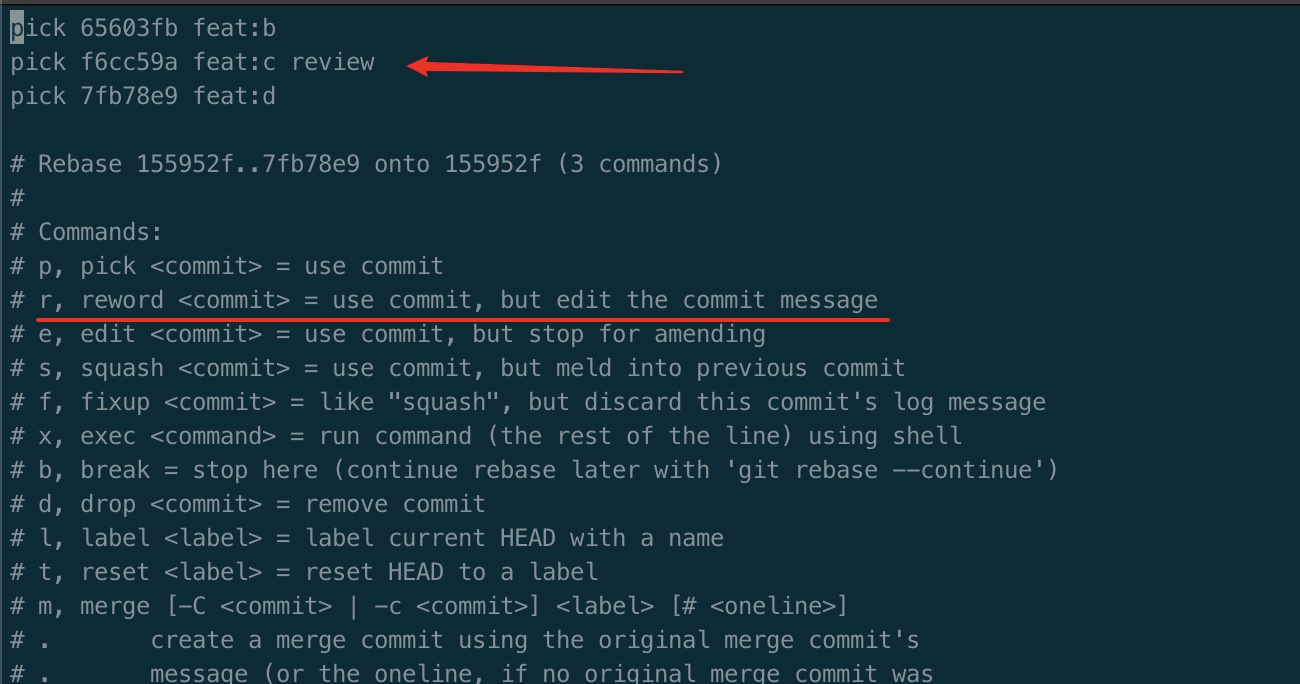 pick 65603fb feat:b
pick f6cc59a feat:c review
pick 7fb78e9 feat:d
# Rebase 155952f..7fb78e9 onto 155952f (3 commands)
#
# Commands:
# p, pick <commit> = use commit
# r, reword <commit> = use commit, but edit the commit message
# e, edit <commit> = use commit, but stop for amending
# s, squash <commit> = use commit, but meld into previous commit
# f, fixup <commit> = like "squash", but discard this commit's log message
# x, exec <command> = run command (the rest of the line) using shell
# b, break = stop here (continue rebase later with 'git rebase --continue')
# d, drop <commit> = remove commit
# l, label <label> = label current HEAD with a name
# t, reset <label> = reset HEAD to a label
# m, merge [-C <commit> | -c <commit>] <label> [# <oneline>]
# .       create a merge commit using the original merge commit's
# .       message (or the oneline, if no original merge commit was